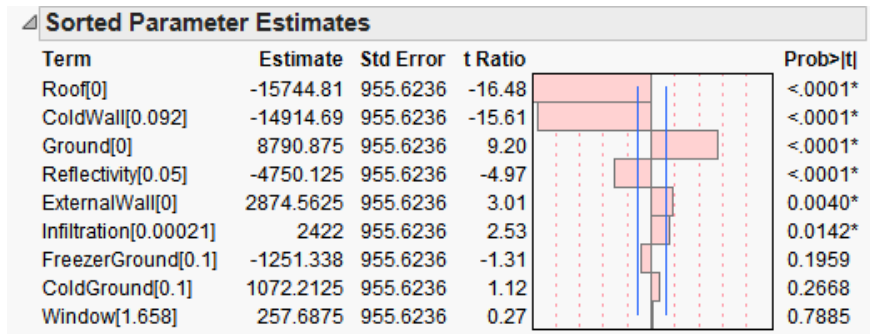 Sorted Parameter Estimates
Term Estimate Std Error t Ratio Prob>|t|
Roof[0] -15744.81 955.6236 -16.48 <.0001*
ColdWall[0.092] -14914.69 955.6236 -15.61 <.0001*
Ground[0] 8790.875 955.6236 9.20 <.0001*
Reflectivity[0.05] -4750.125 955.6236 -4.97 <.0001*
ExternalWall[0] 2874.5625 955.6236 3.01 0.0040*
Infiltration[0.00021] 2422 955.6236 2.53 0.0142*
FreezerGround[0.1] -1251.338 955.6236 -1.31 0.1959
ColdGround[0.1] 1072.2125 955.6236 1.12 0.2668
Window[1.658] 257.6875 955.6236 0.27 0.7885